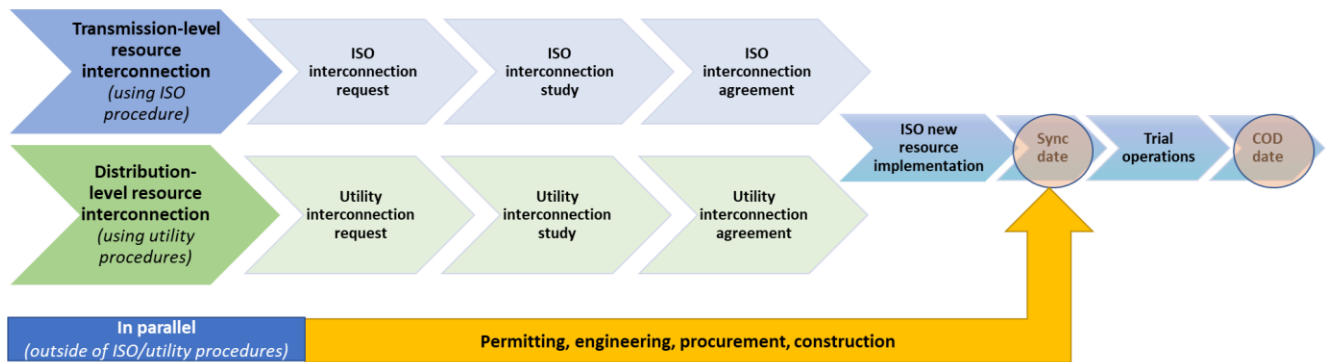 Transmission-level
resource
interconnection
(using ISO
procedure)
ISO
interconnection
request
ISO
interconnection
study
ISO
interconnection
agreement
Distribution-
level resource
interconnection
(using utility
procedures)
Utility
interconnection
request
Utility
interconnection
study
Utility
interconnection
agreement
ISO new
resource
implementation
Sync
date
Trial
operations
COD
date
In parallel
(outside of ISO/utility procedures)
Permitting, engineering, procurement, construction